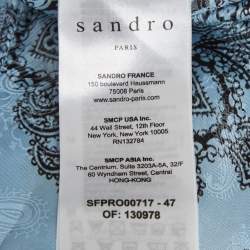 sandro
PARIS
SANDRO FRANCE
150 boulevard Haussmann
75008 Paris
www.sandro-paris.com
SMCP USA Inc.
44 Wall Street, 12th Floor
New York, New York 10005
RN132784
SMCP ASIA Inc.
The Centrium, Suite 3203A-5A, 32/F
60 Wyndham Street, Central
HONG-KONG
SFPRO00717 - 47
OF: 130978